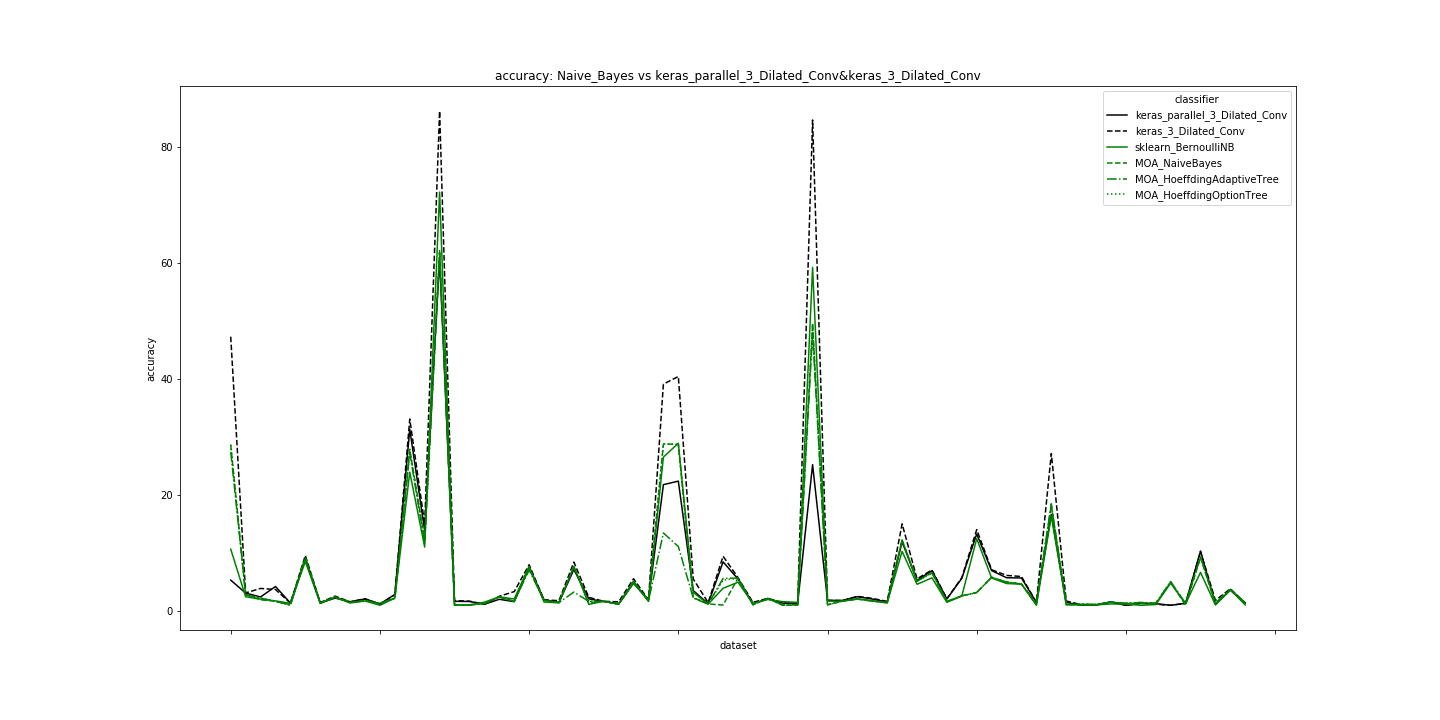 accuracy: Naive_Bayes vs keras_parallel_3_Dilated_Conv&keras_3_Dilated_Conv
classifier
keras_parallel_3_Dilated_Conv
keras_3_Dilated_Conv
sklearn_BernoulliNB
MOA_NaiveBayes
MOA_HoeffdingAdaptiveTree
MOA_HoeffdingOptionTree
80
60
40
20
0
accuracy
dataset